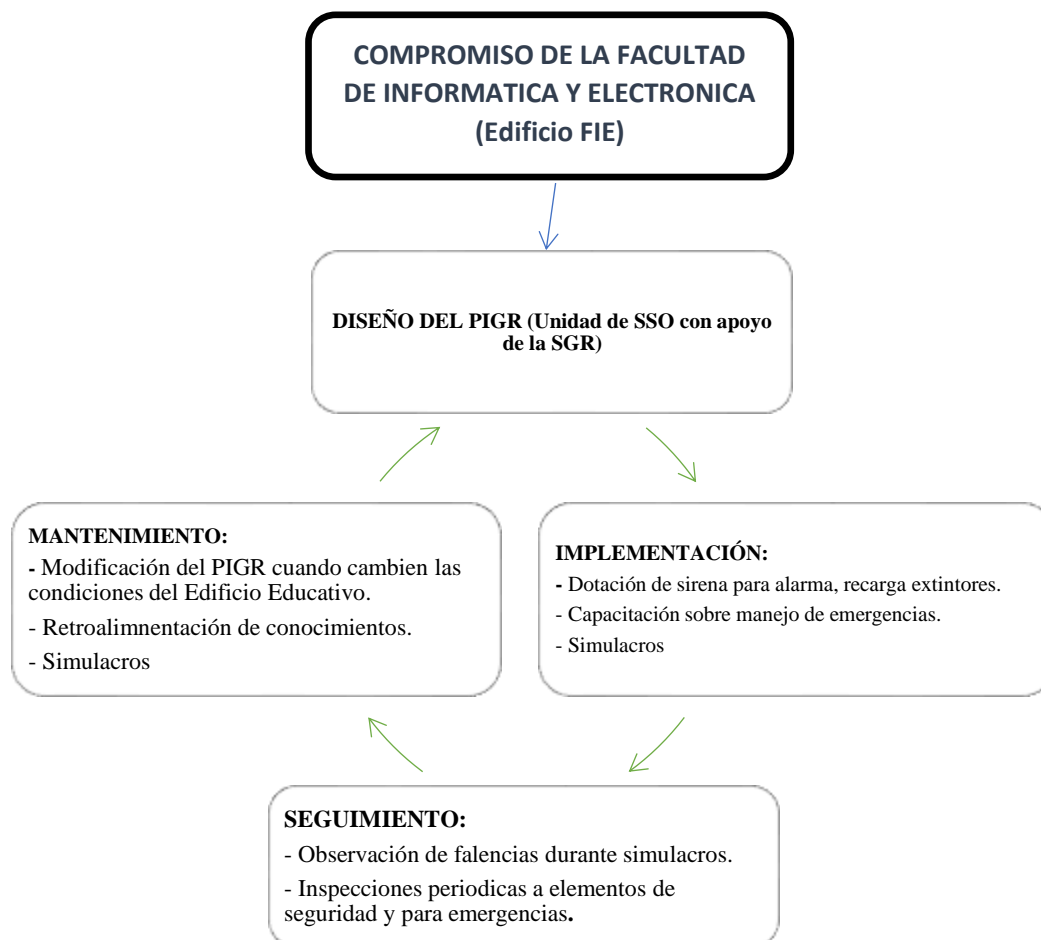 COMPROMISO DE LA FACULTAD
DE INFORMATICA Y ELECTRONICA
(Edificio FIE)
DISEÑO DEL PIGR (Unidad de SSO con apoyo
de la SGR)
MANTENIMIENTO:
- Modificación del PIGR cuando cambien las
condiciones del Edificio Educativo.
- Retroalimnentación de conocimientos.
- Simulacros
IMPLEMENTACIÓN:
- Dotación de sirena para alarma, recarga extintores.
- Capacitación sobre manejo de emergencias.
- Simulacros
SEGUIMIENTO:
- Observación de falencias durante simulacros.
- Inspecciones periodicas a elementos de
seguridad y para emergencias.